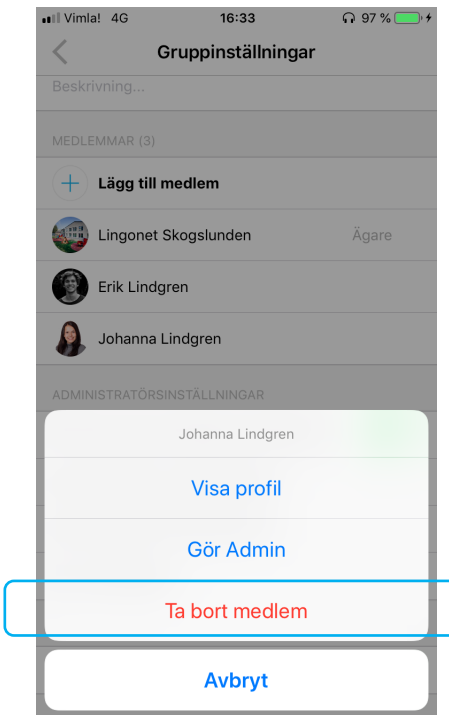 Vimla! 4G 16:33 97 %
Gruppinställningar
Beskrivning...
MEDLEMMAR (3)
Lägg till medlem
Lingonet Skogslunden Ägare
Erik Lindgren
Johanna Lindgren
ADMINISTRATÖRSINSTÄLLNINGAR
Johanna Lindgren
Visa profil
Gör Admin
Ta bort medlem
Avbryt